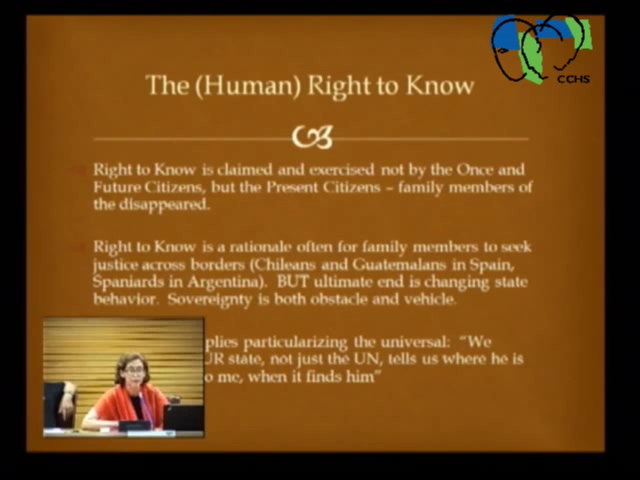 CCHS
The (Human) Right to Know
Right to Know is claimed and exercised not by the Once and
Future Citizens, but the Present Citizens – family members of
the disappeared.
Right to Know is a rationale often for family members to seek
justice across borders (Chileans and Guatemalans in Spain,
Spaniards in Argentina). BUT ultimate end is changing state
behavior. Sovereignty is both obstacle and vehicle.
particularizing the universal: "We
state, not just the UN, tells us where he is
me, when it finds him"